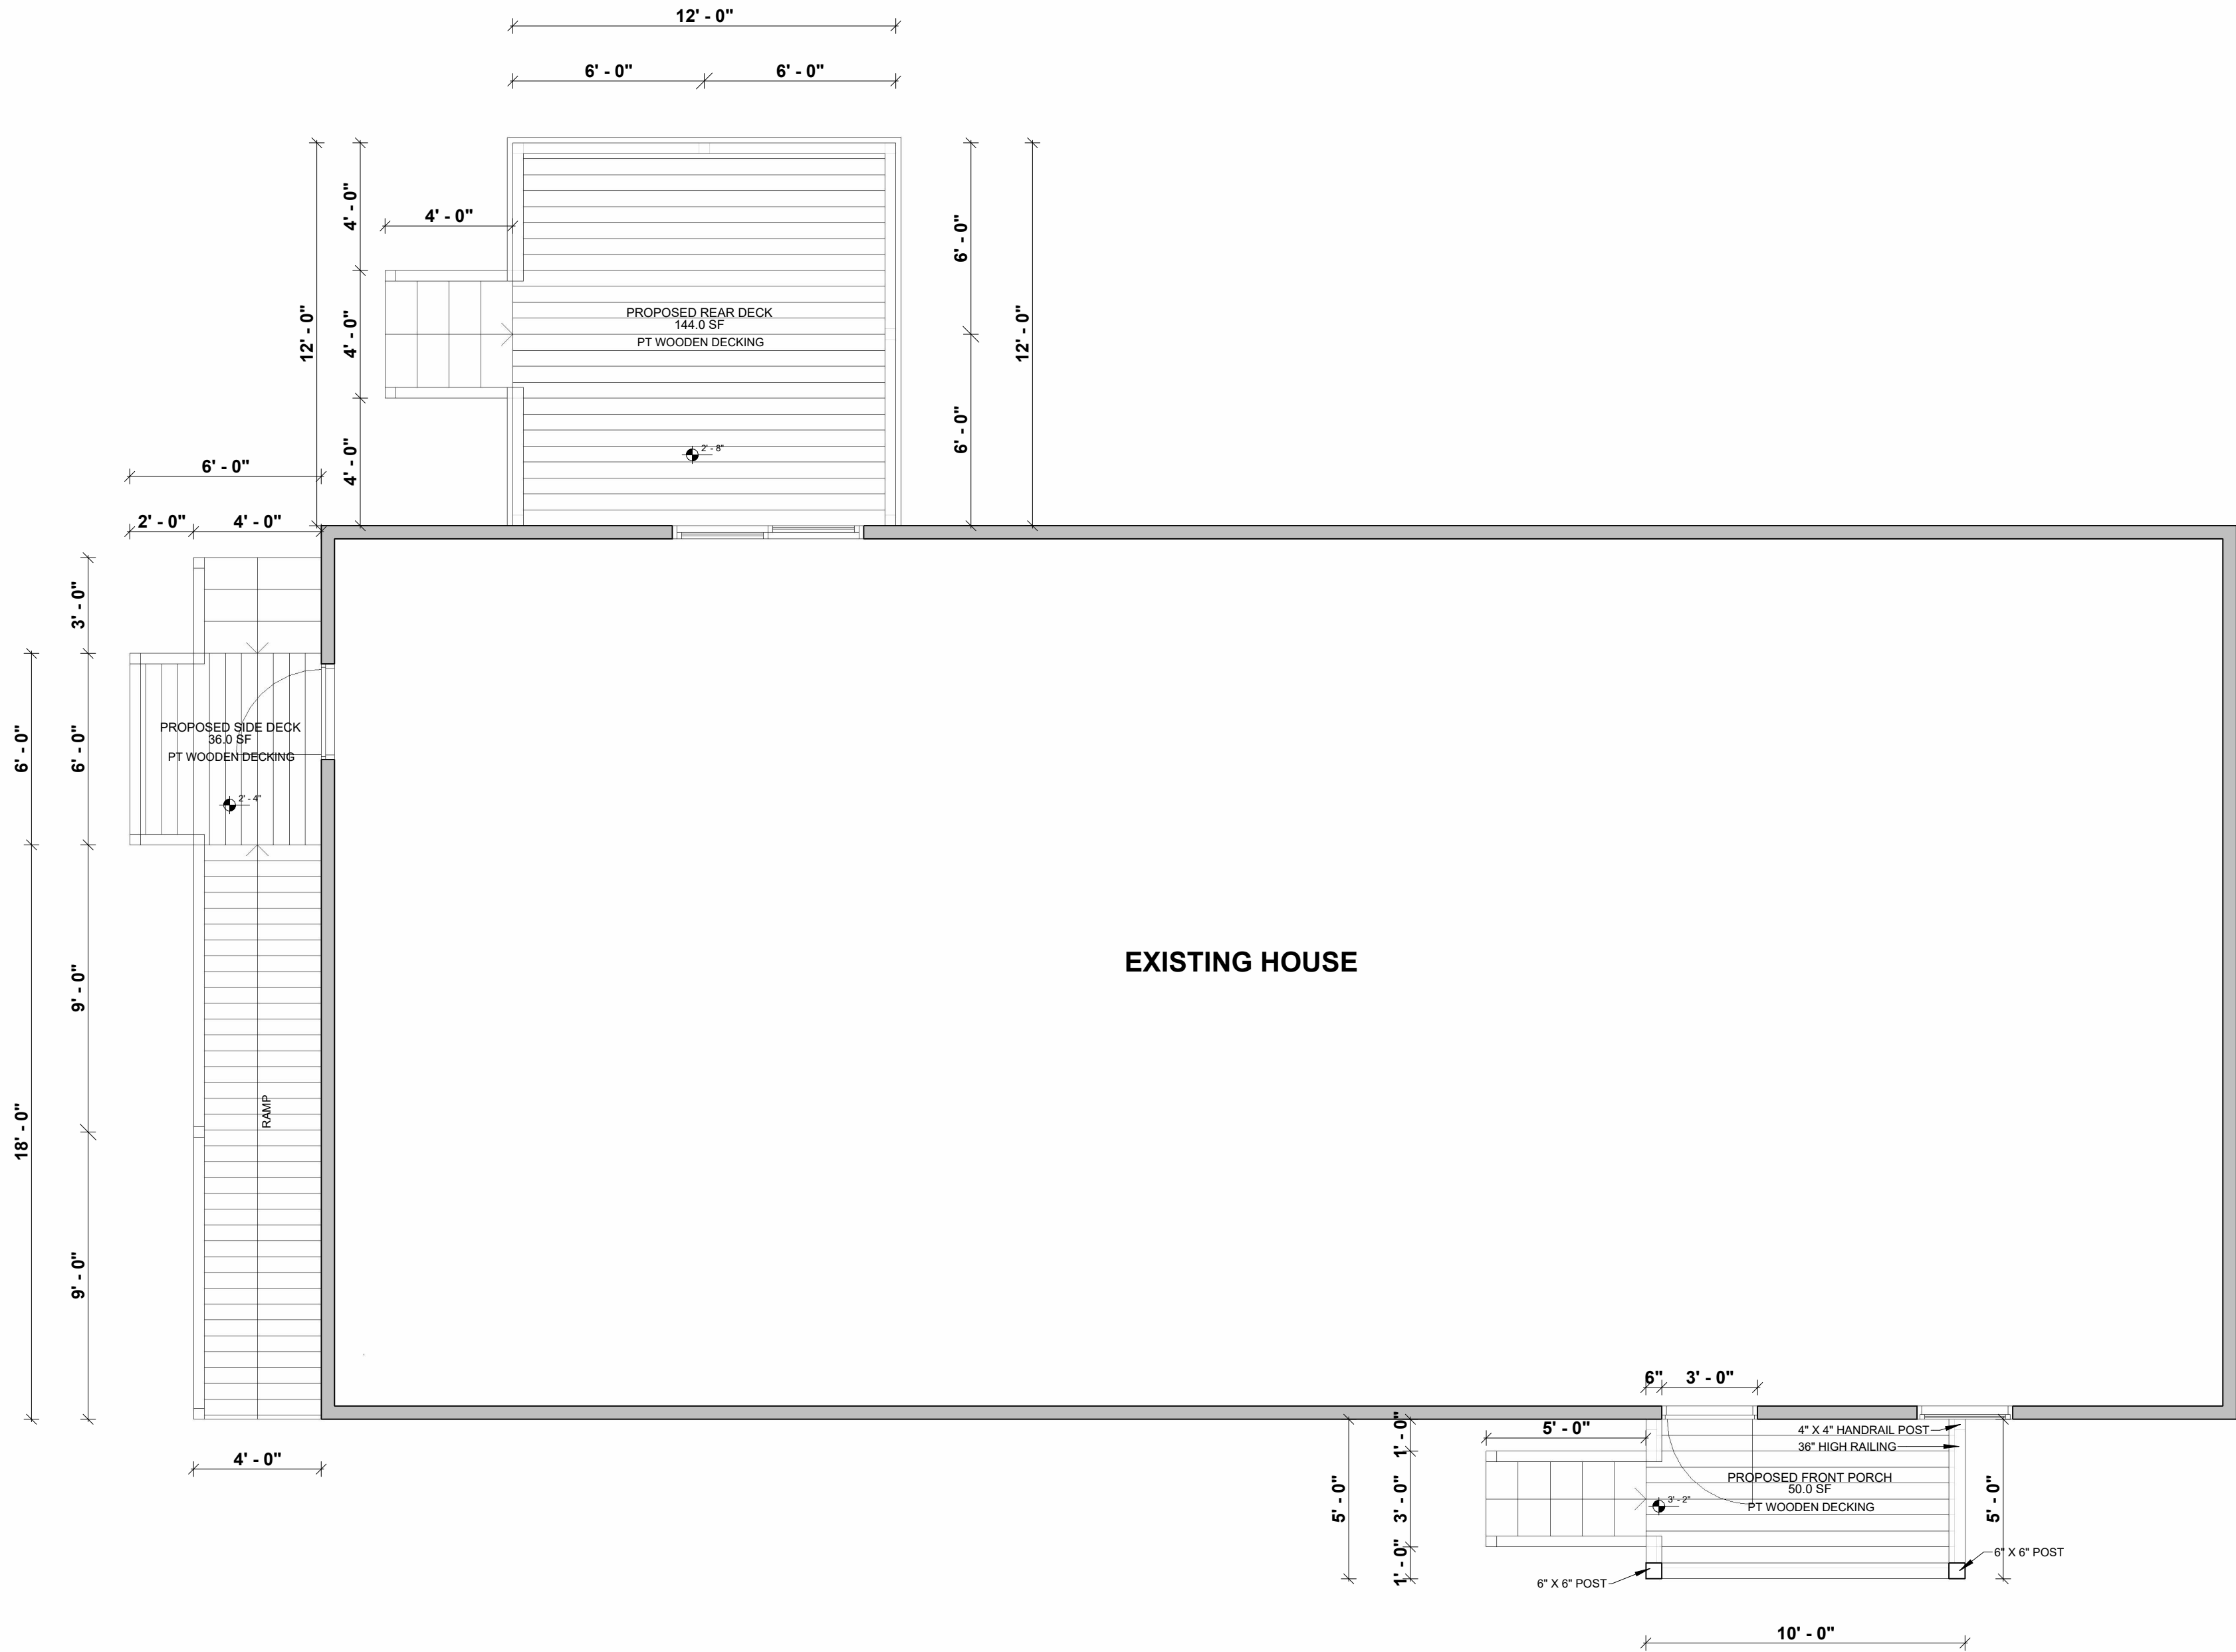 12' - 0"
6' - 0"
6' - 0"
4' - 0"
4' - 0"
6' - 0"
12' - 0"
4' - 0"
12' - 0"
PROPOSED REAR DECK
144.0 SF
PT WOODEN DECKING
4' - 0"
6' - 0"
2' - 8"
6' - 0"
2' - 0"
4' - 0"
3' - 0"
6' - 0"
6' - 0"
PROPOSED SIDE DECK
36.0 SF
PT WOODEN DECKING
2' - 4"
EXISTING HOUSE
9' - 0"
18' - 0"
RAMP
9' - 0"
4' - 0"
6"
3' - 0"
5' - 0"
1' - 0"
4" X 4" HANDRAIL POST
36" HIGH RAILING
PROPOSED FRONT PORCH
50.0 SF
PT WOODEN DECKING
3' - 2"
5' - 0"
3' - 0"
5' - 0"
1' - 0"
6" X 6" POST
6" X 6" POST
10' - 0"